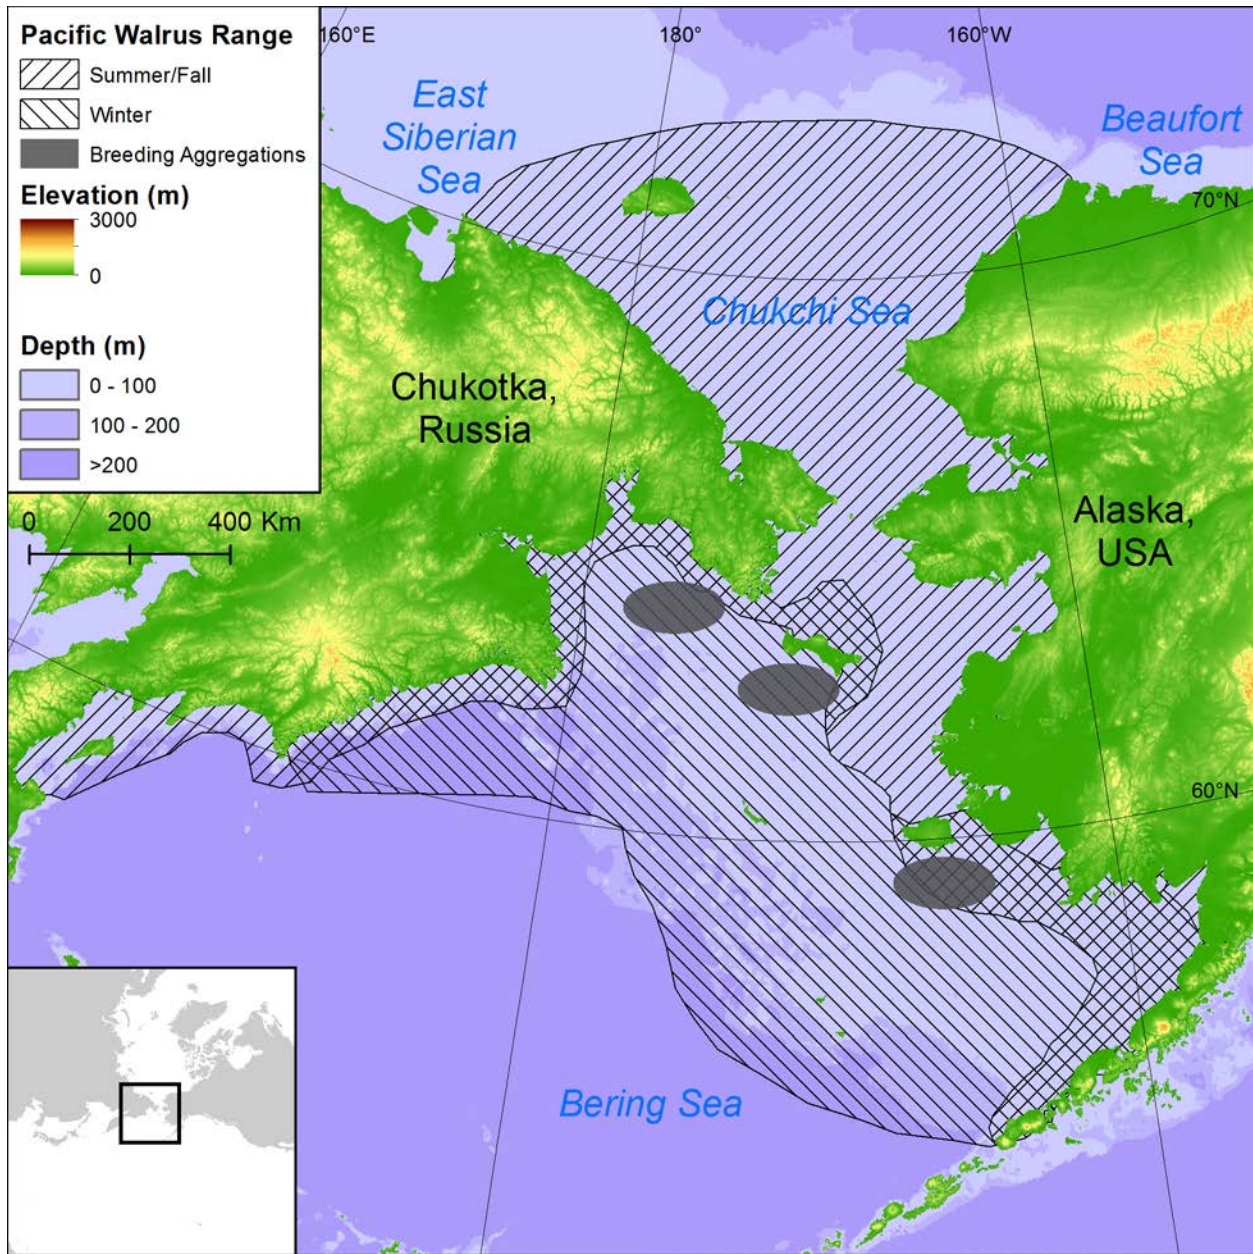 Pacific Walrus Range
Summer/Fall
Winter
Breeding Aggregations
Elevation (m)
3000
0
Depth (m)
0 - 100
100 - 200
>200
0 200 400 Km
160°E
180°
160°W
East
Siberian
Sea
Beaufort
Sea
70°N
Chukchi Sea
Chukotka,
Russia
Alaska,
USA
60°N
Bering Sea